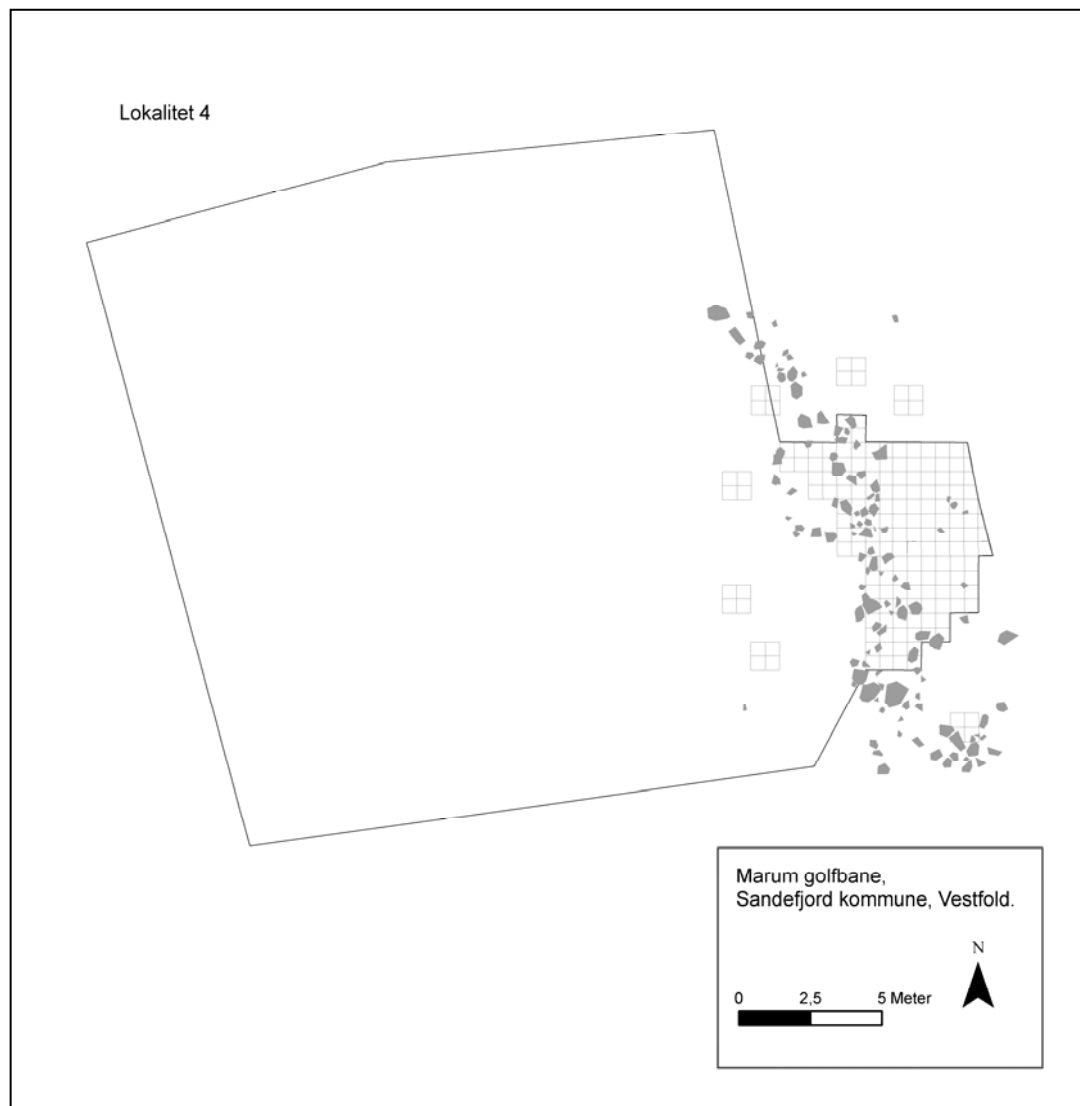 Lokalitet 4
Marum golfbane,
Sandefjord kommune, Vestfold.
N
0 2,5 5 Meter